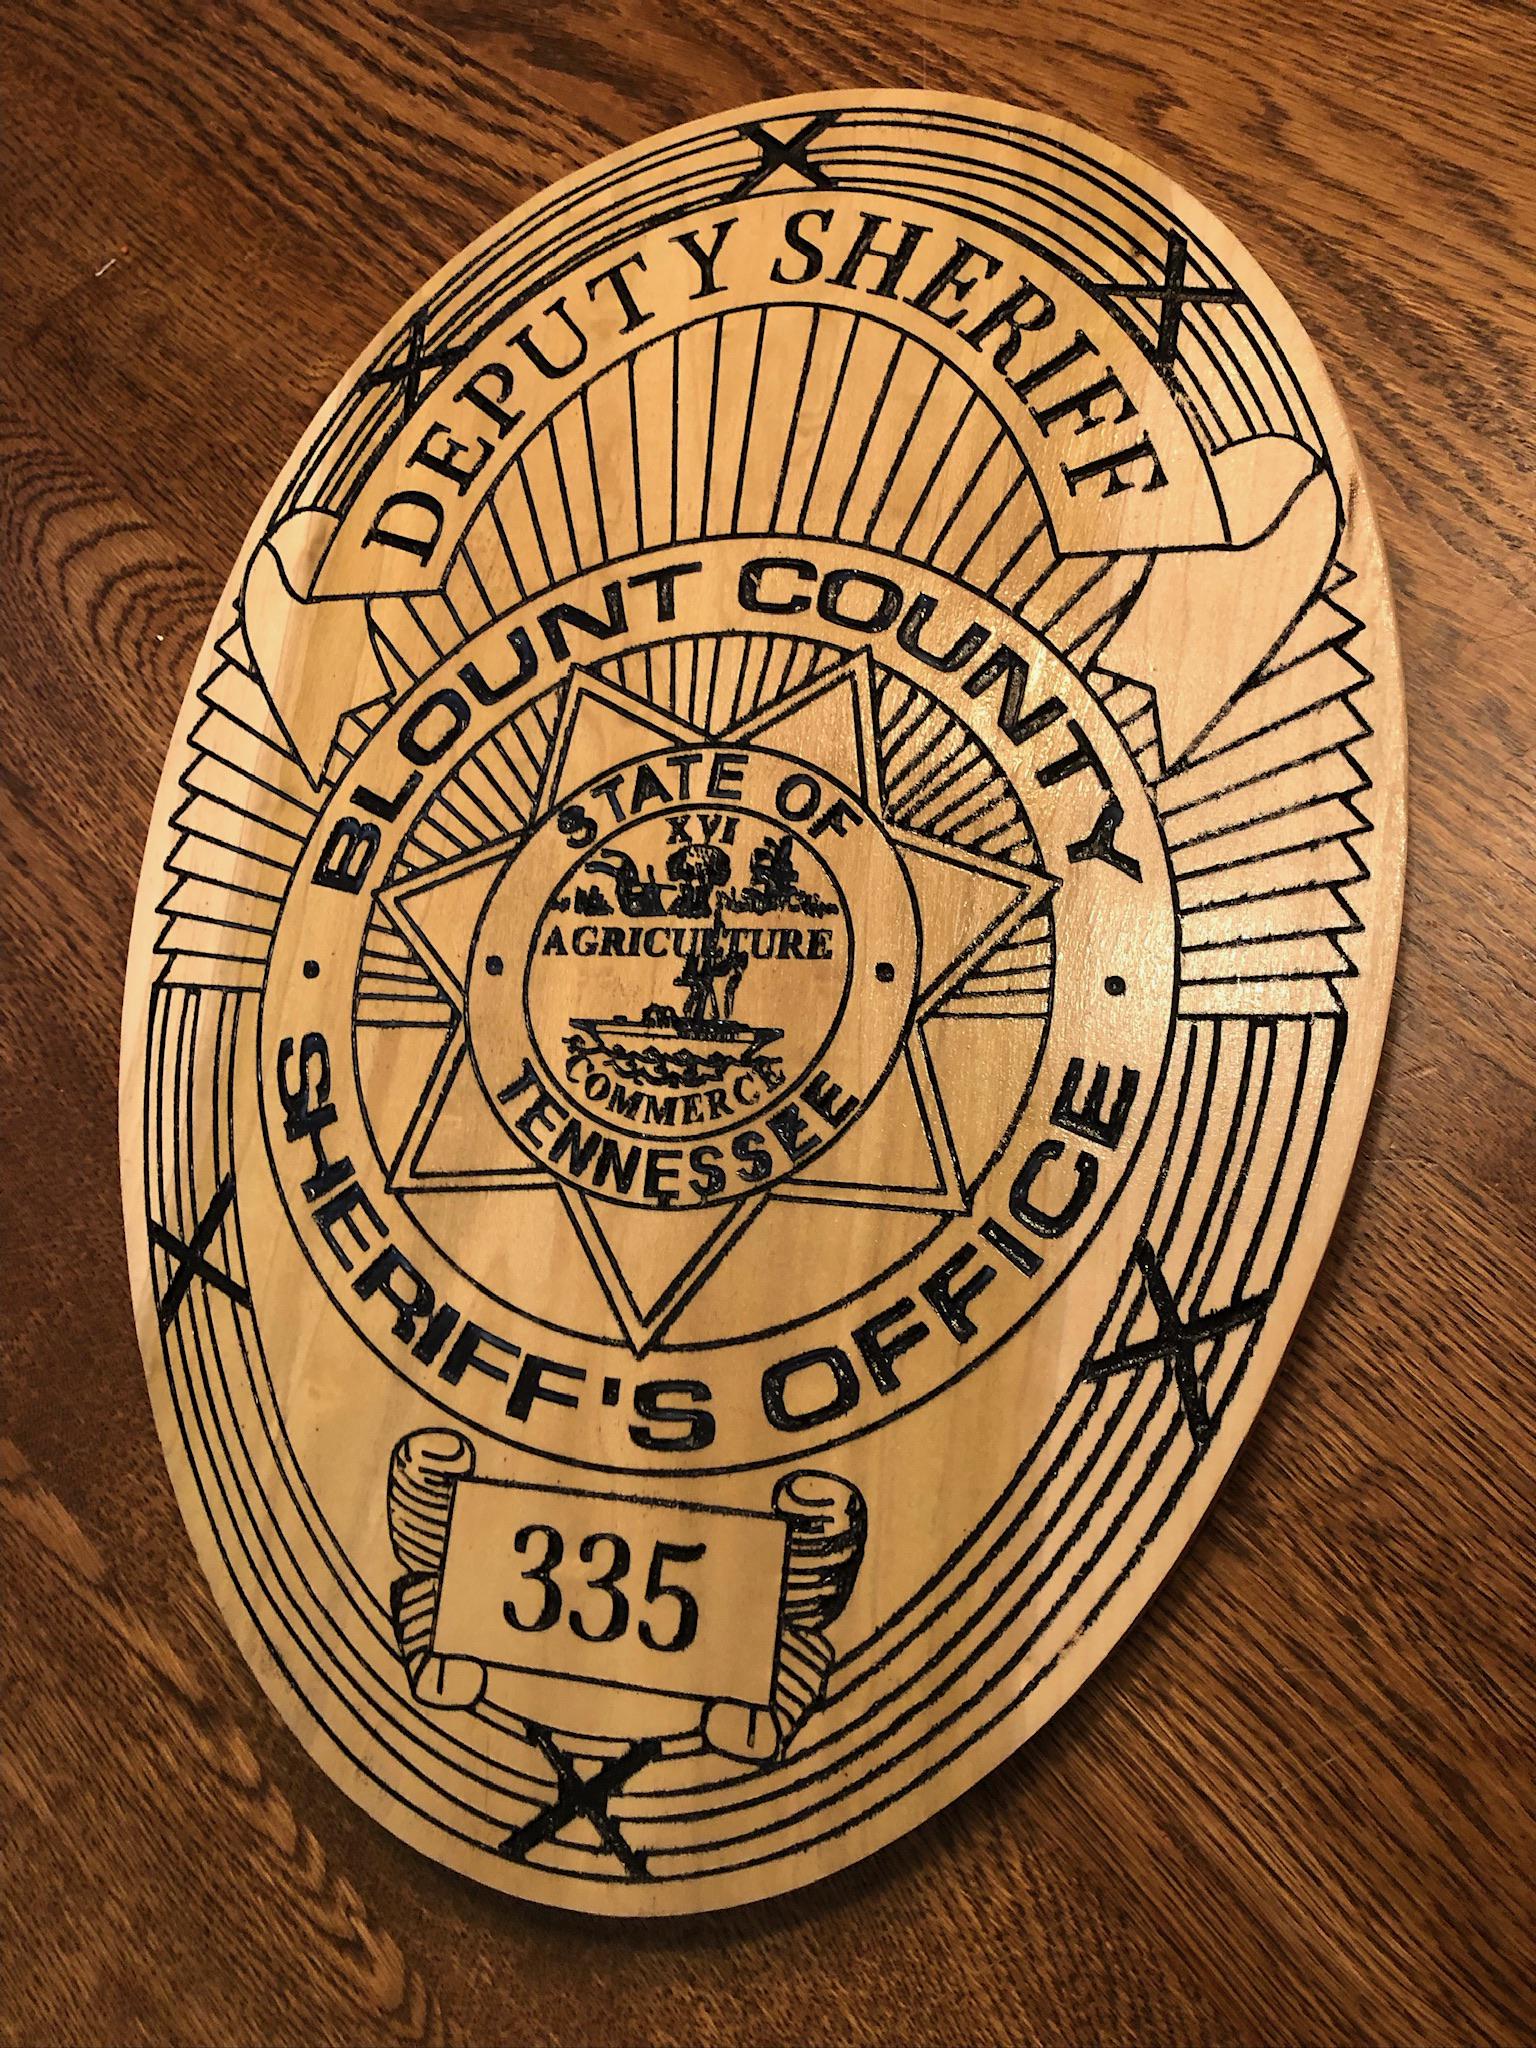 DEPUTY SHERIFF
BLOUNT COUNTY
STATE OF
XVI
AGRICULTURE
COMMERCE
TENNESSEE
SHERIFF'S OFFICE
335